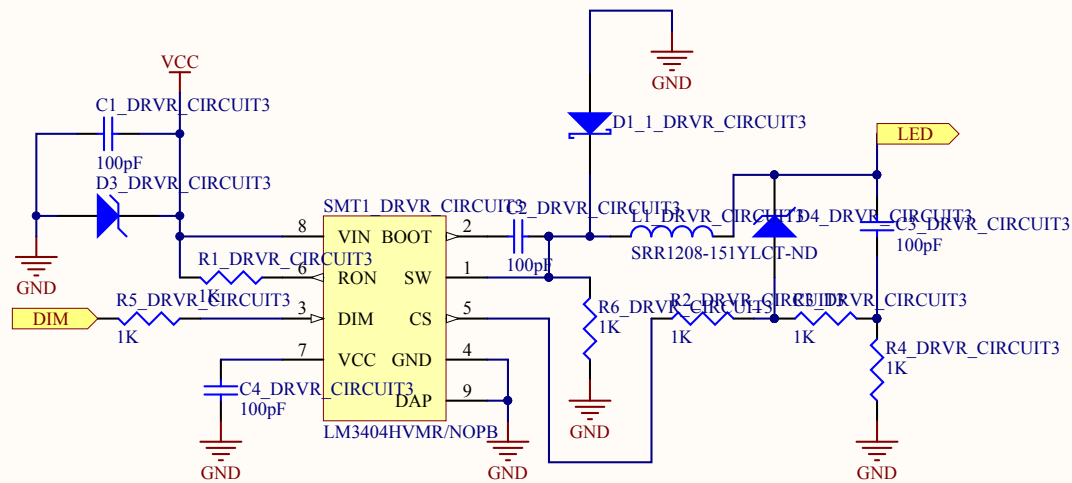 VCC
C1_DRVR_CIRCUIT3
100pF
D3_DRVR_CIRCUIT3
GND
R1_DRVR_CIRCUIT3
1K
DIM
R5_DRVR_CIRCUIT3
1K
C4_DRVR_CIRCUIT3
100pF
GND
SMT1_DRVR_CIRCUIT3
8 VIN BOOT 2
6 RON SW 1
3 DIM CS 5
7 VCC GND 4
DAP 9
LM3404HVMR/NOPB
GND
C2_DRVR_CIRCUIT3
100pF
GND
D1_1_DRVR_CIRCUIT3
L1_DRVR_CIRCUIT3
SRR1208-151YLCT-ND
R6_DRVR_CIRCUIT3
1K
GND
D4_DRVR_CIRCUIT3
LED
C3_DRVR_CIRCUIT3
100pF
R2_DRVR_CIRCUIT3
1K
R3_DRVR_CIRCUIT3
1K
R4_DRVR_CIRCUIT3
1K
GND